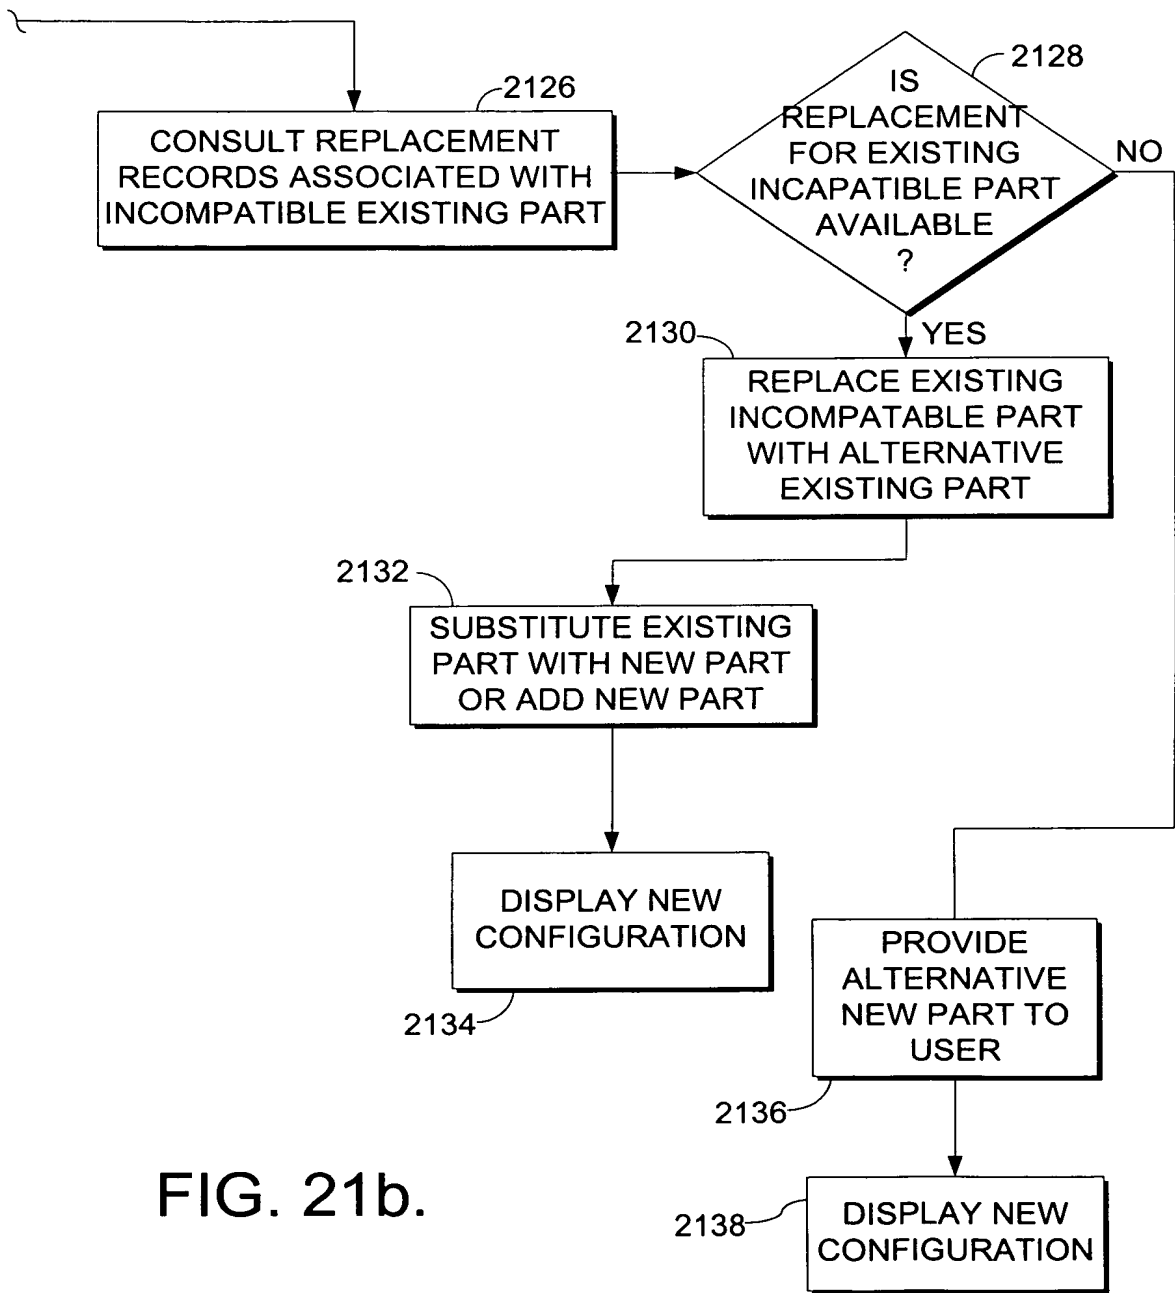 2126
CONSULT REPLACEMENT
RECORDS ASSOCIATED WITH
INCOMPATIBLE EXISTING PART
2128
IS
REPLACEMENT
FOR EXISTING
INCAPATIBLE PART
AVAILABLE
?
NO
YES
2130
REPLACE EXISTING
INCOMPATABLE PART
WITH ALTERNATIVE
EXISTING PART
2132
SUBSTITUTE EXISTING
PART WITH NEW PART
OR ADD NEW PART
DISPLAY NEW
CONFIGURATION
2134
PROVIDE
ALTERNATIVE
NEW PART TO
USER
2136
DISPLAY NEW
CONFIGURATION
2138
FIG. 21b.